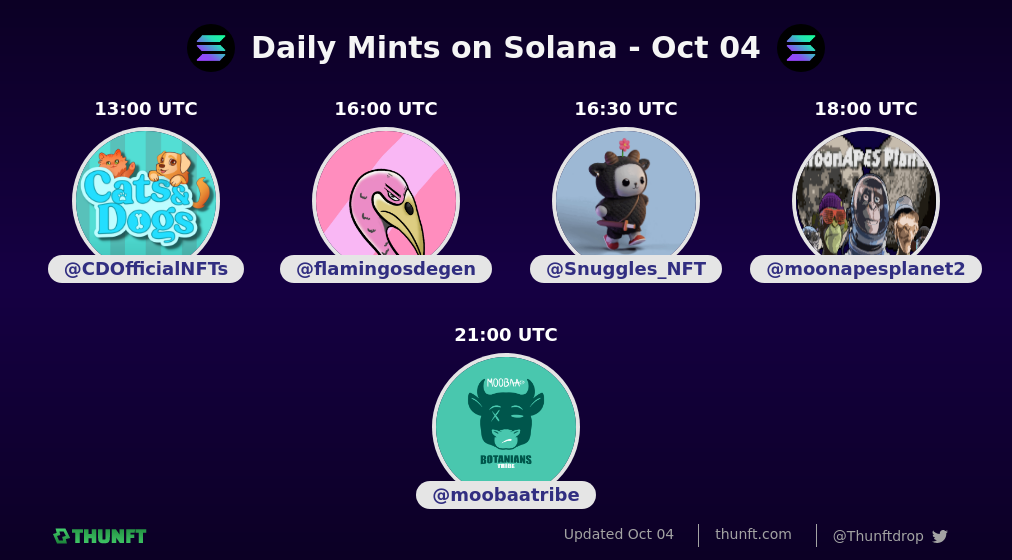 Daily Mints on Solana - Oct 04
13:00 UTC
16:00 UTC
16:30 UTC
18:00 UTC
Cats&
Dogs
MoonAPES Planet
@CDOfficialNFTs
@flamingosdegen
@Snuggles_NFT
@moonapesplanet2
21:00 UTC
MOOBAA
BOTANIANS
TRIBE
@moobaatribe
THUNFT
Updated Oct 04
thunft.com
@Thunftdrop